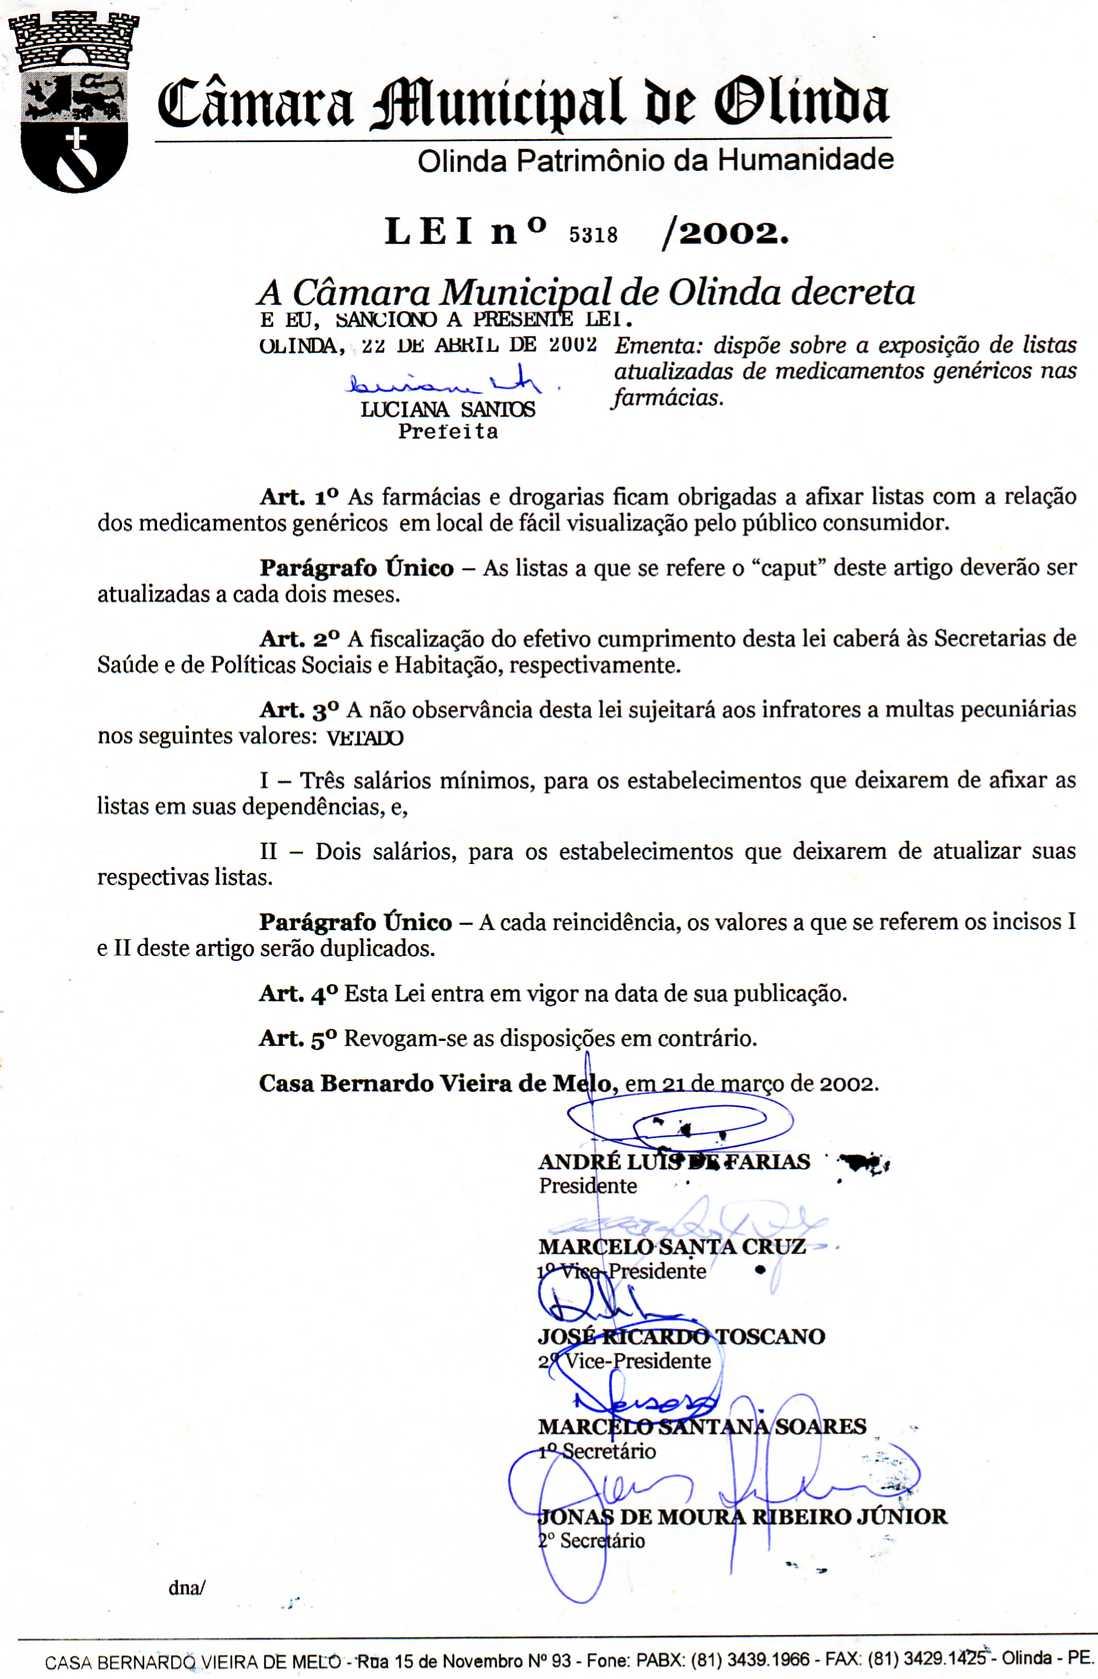 Câmara Municipal de Olinda
Olinda Patrimônio da Humanidade
LEI nº 5318 /2002.
A Câmara Municipal de Olinda decreta
E EU, SANCIONO A PRESENTE LEI.
OLINDA, 22 DE ABRIL DE 2002
LUCIANA SANTOS
Prefeita
Ementa: dispõe sobre a exposição de listas
atualizadas de medicamentos genéricos nas
farmácias.
Art. 1º As farmácias e drogarias ficam obrigadas a afixar listas com a relação
dos medicamentos genéricos em local de fácil visualização pelo público consumidor.
Parágrafo Único – As listas a que se refere o “caput” deste artigo deverão ser
atualizadas a cada dois meses.
Art. 2º A fiscalização do efetivo cumprimento desta lei caberá às Secretarias de
Saúde e de Políticas Sociais e Habitação, respectivamente.
Art. 3º A não observância desta lei sujeitará aos infratores a multas pecuniárias
nos seguintes valores: VETADO
I – Três salários mínimos, para os estabelecimentos que deixarem de afixar as
listas em suas dependências, e,
II – Dois salários, para os estabelecimentos que deixarem de atualizar suas
respectivas listas.
Parágrafo Único – A cada reincidência, os valores a que se referem os incisos I
e II deste artigo serão duplicados.
Art. 4º Esta Lei entra em vigor na data de sua publicação.
Art. 5º Revogam-se as disposições em contrário.
Casa Bernardo Vieira de Melo, em 21 de março de 2002.
ANDRÉ LUÍS DE FARIAS
Presidente
MARCELO SANTA CRUZ
1º Vice-Presidente
JOSÉ RICARDO TOSCANO
2º Vice-Presidente
MARCELO SANTANA SOARES
1º Secretário
JONAS DE MOURA RIBEIRO JÚNIOR
2º Secretário
dna/
CASA BERNARDO VIEIRA DE MELO - Rua 15 de Novembro Nº 93 - Fone: PABX: (81) 3439.1966 - FAX: (81) 3429.1425 - Olinda - PE.